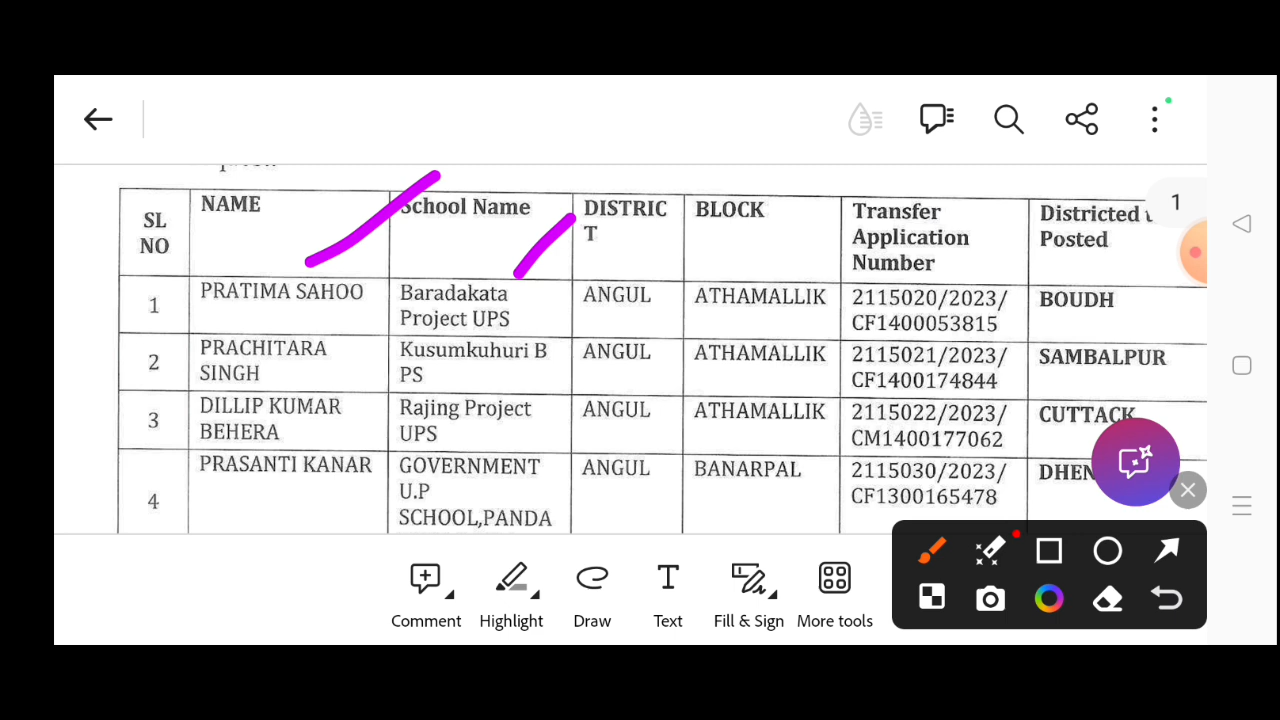 1
SL NO
NAME
School Name
DISTRIC
T
BLOCK
Transfer
Application
Number
Districted
Posted
1
PRATIMA SAHOO
Baradakata
Project UPS
ANGUL
ATHAMALLIK
2115020/2023/
CF1400053815
BOUDH
2
PRACHITARA
SINGH
Kusumkuhuri B
PS
ANGUL
ATHAMALLIK
2115021/2023/
CF1400174844
SAMBALPUR
3
DILLIP KUMAR
BEHERA
Rajing Project
UPS
ANGUL
ATHAMALLIK
2115022/2023/
CM1400177062
CUTTACK
4
PRASANTI KANAR
GOVERNMENT
U.P
SCHOOL,PANDA
ANGUL
BANARPAL
2115030/2023/
CF1300165478
DHEN
Comment
Highlight
Draw
Text
Fill & Sign
More tools